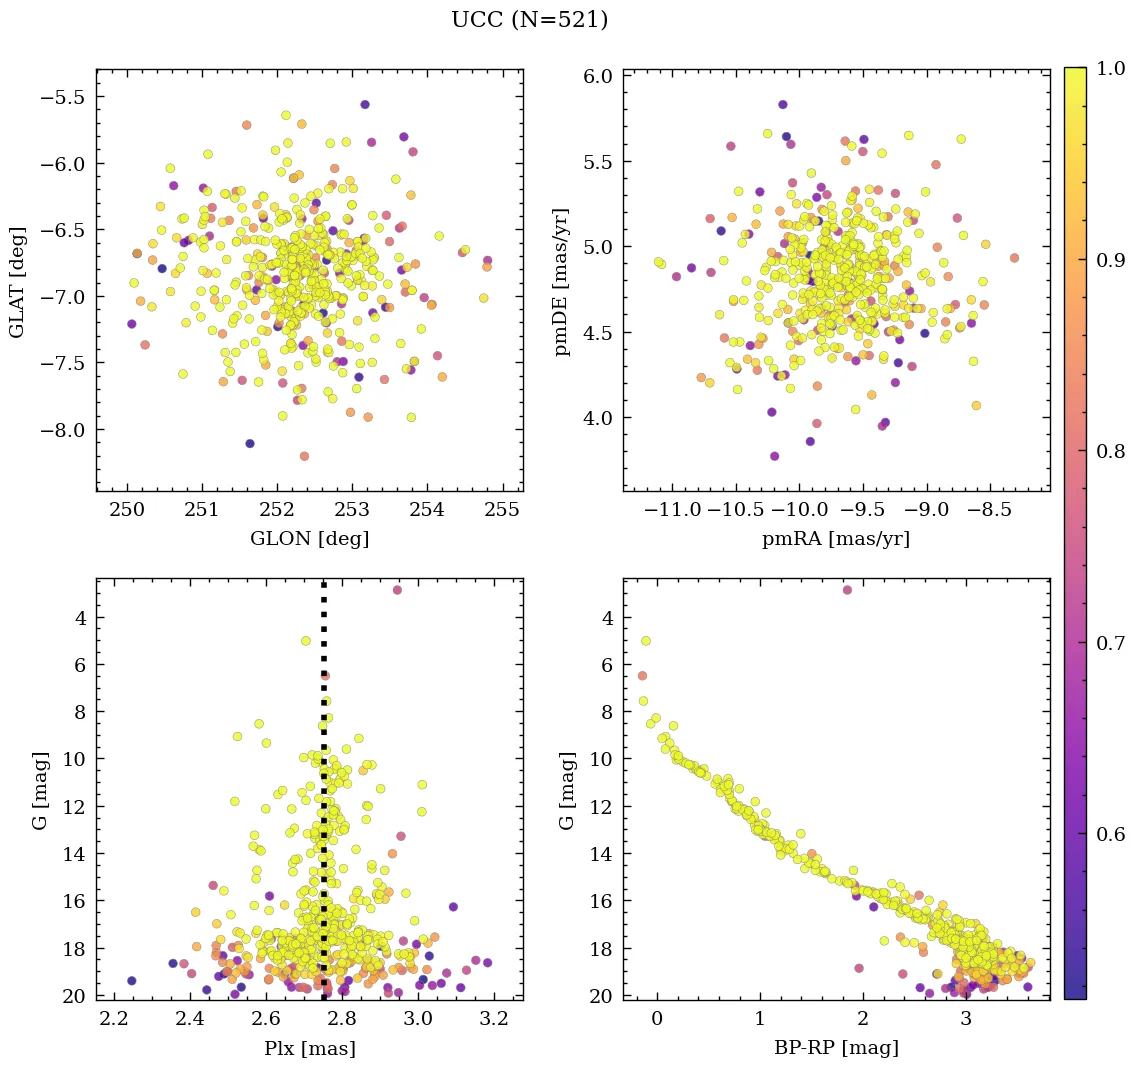 UCC (N=521)
−5.5
−6.0
−6.5
−7.0
−7.5
−8.0
GLAT [deg]
250 251 252 253 254 255
GLON [deg]
6.0
5.5
5.0
4.5
4.0
pmDE [mas/yr]
−11.0 −10.5 −10.0 −9.5 −9.0 −8.5
pmRA [mas/yr]
1.0
0.9
0.8
0.7
0.6
4
6
8
10
12
14
16
18
20
G [mag]
2.2 2.4 2.6 2.8 3.0 3.2
Plx [mas]
4
6
8
10
12
14
16
18
20
G [mag]
0 1 2 3
BP-RP [mag]